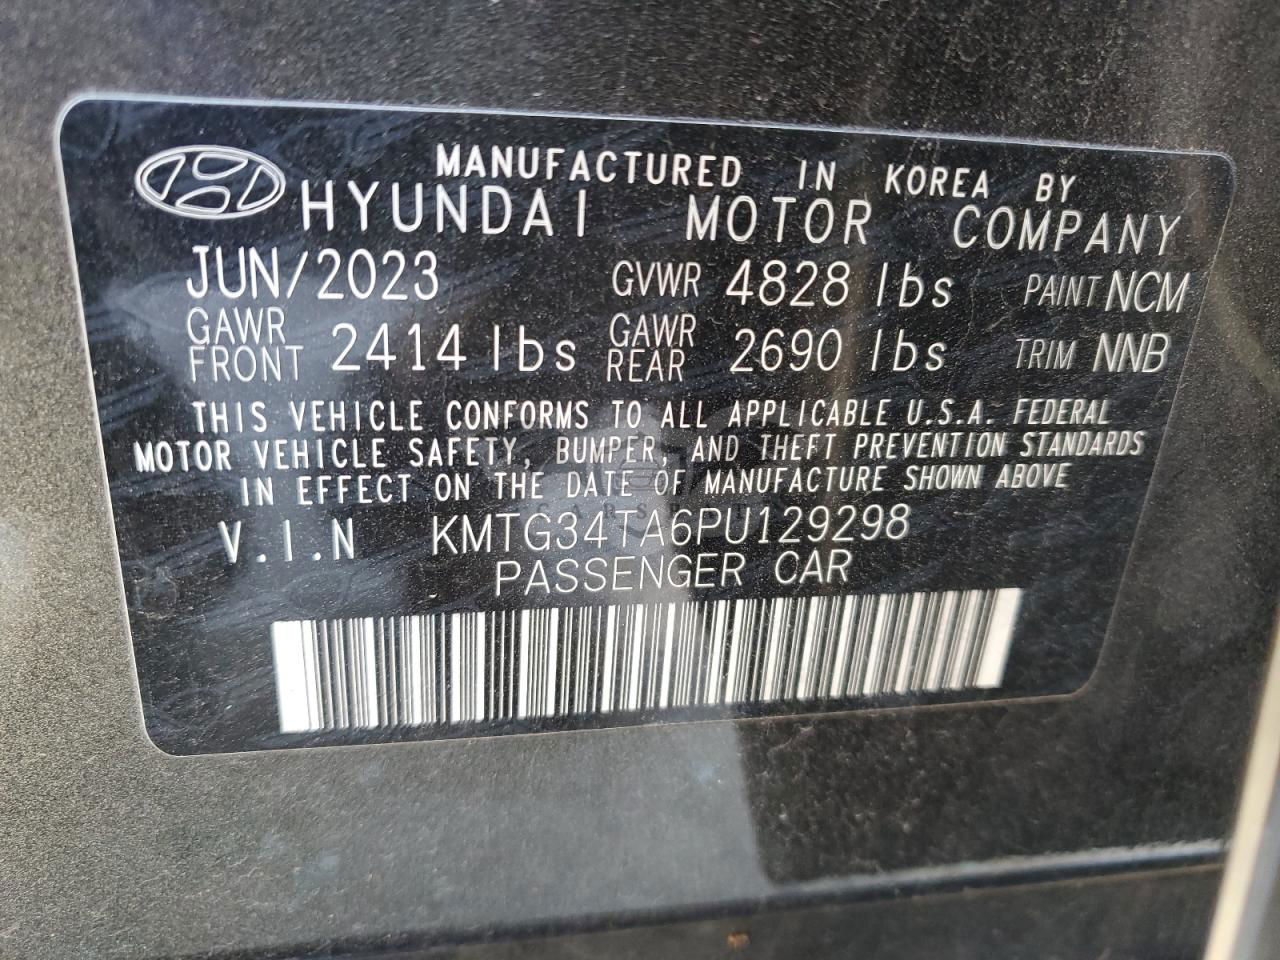 MANUFACTURED IN KOREA BY
HYUNDAI MOTOR COMPANY
JUN/2023 GVWR 4828 lbs PAINT NCM
GAWR FRONT 2414 lbs GAWR REAR 2690 lbs TRIM NNB
THIS VEHICLE CONFORMS TO ALL APPLICABLE U.S.A. FEDERAL
MOTOR VEHICLE SAFETY, BUMPER, AND THEFT PREVENTION STANDARDS
IN EFFECT ON THE DATE OF MANUFACTURE SHOWN ABOVE
V.I.N KMTG34TA6PU129298
PASSENGER CAR